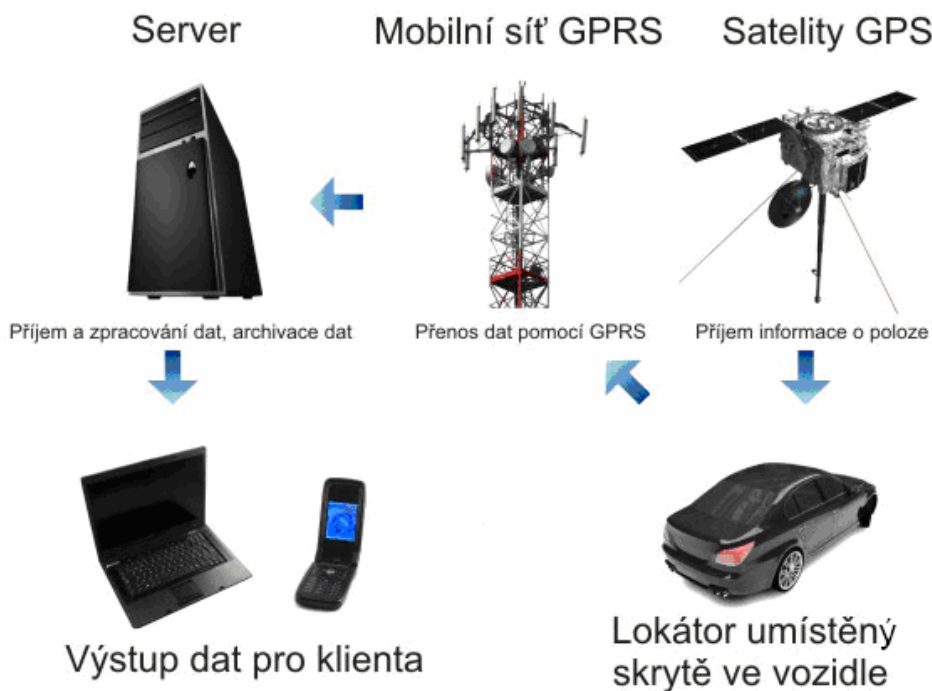 Server
Mobilní síť GPRS
Satelity GPS
Příjem a zpracování dat, archivace dat
Přenos dat pomocí GPRS
Příjem informace o poloze
Výstup dat pro klienta
Lokátor umístěný
skrytě ve vozidle